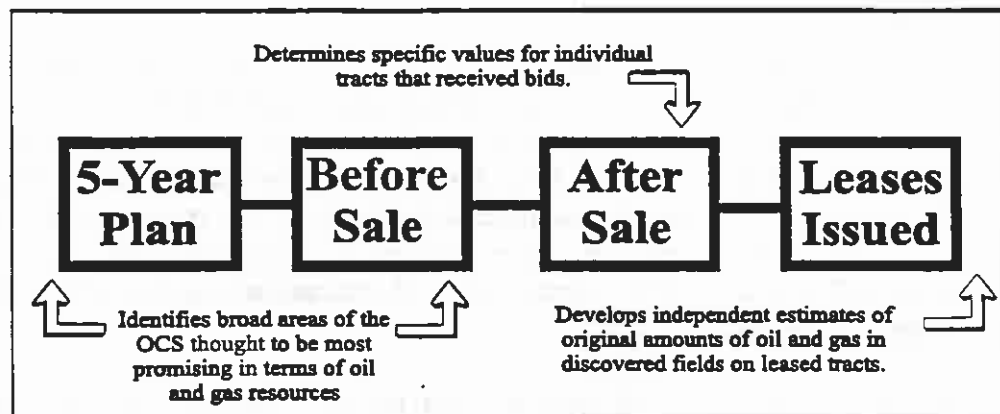 Determines specific values for individual
tracts that received bids.
5-Year
Plan
Before
Sale
After
Sale
Leases
Issued
Identifies broad areas of the
OCS thought to be most
promising in terms of oil
and gas resources
Develops independent estimates of
original amounts of oil and gas in
discovered fields on leased tracts.